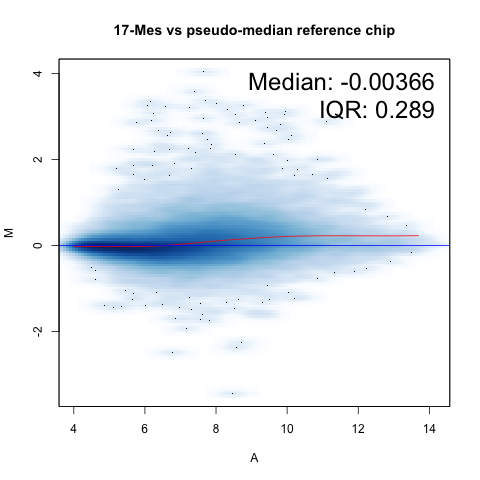 17-Mes vs pseudo-median reference chip
Median: -0.00366
IQR: 0.289
4
2
0
-2
M
4 6 8 10 12 14
A